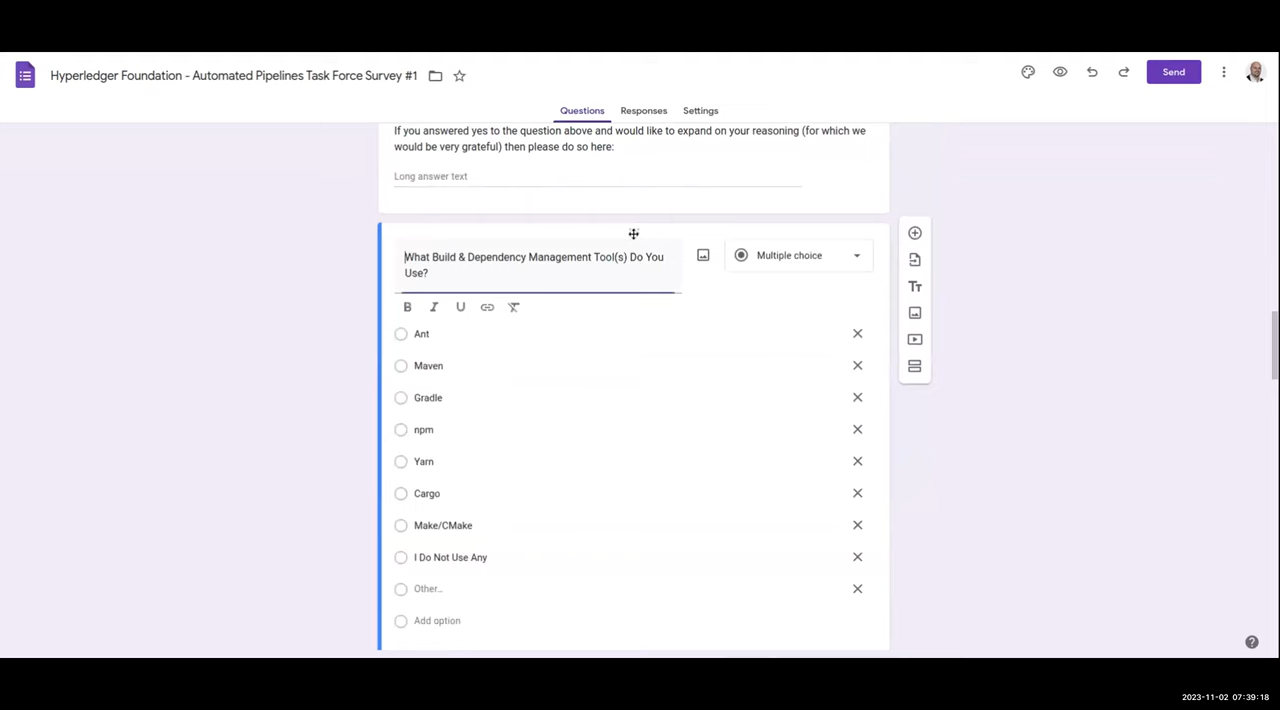 Hyperledger Foundation - Automated Pipelines Task Force Survey #1
Send
Questions
Responses
Settings
If you answered yes to the question above and would like to expand on your reasoning (for which we
would be very grateful) then please do so here:
Long answer text
What Build & Dependency Management Tool(s) Do You
Use?
Multiple choice
B I U
Tт
Ant
Maven
Gradle
npm
Yarn
Cargo
Make/CMake
I Do Not Use Any
Other...
Add option
2023-11-02 07:39:18